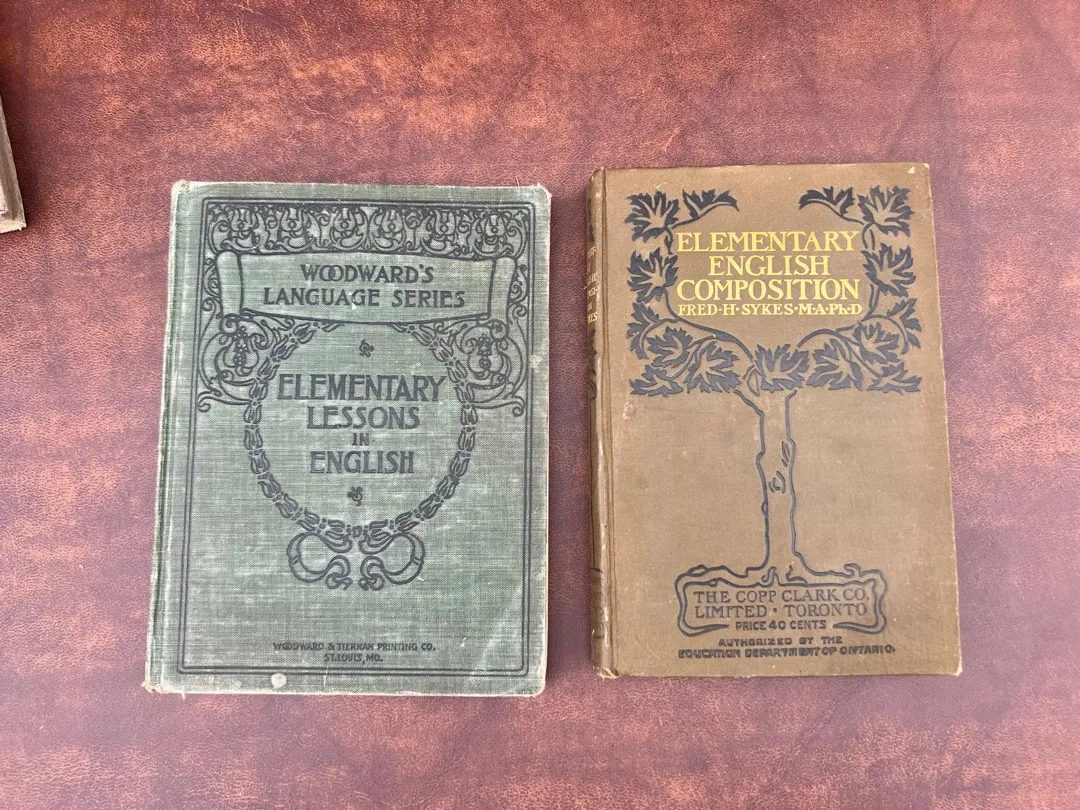 WOODWARD'S
LANGUAGE SERIES
ELEMENTARY
LESSONS
IN
ENGLISH
WOODWARD & TIERNAN PRINTING CO.
ST. LOUIS, MO.
ELEMENTARY
ENGLISH
COMPOSITION
FRED·H·SYKES·M·A·Ph·D
THE COPP CLARK CO.
LIMITED · TORONTO
PRICE 40 CENTS
AUTHORIZED BY THE
EDUCATION DEPARTMENT OF ONTARIO.